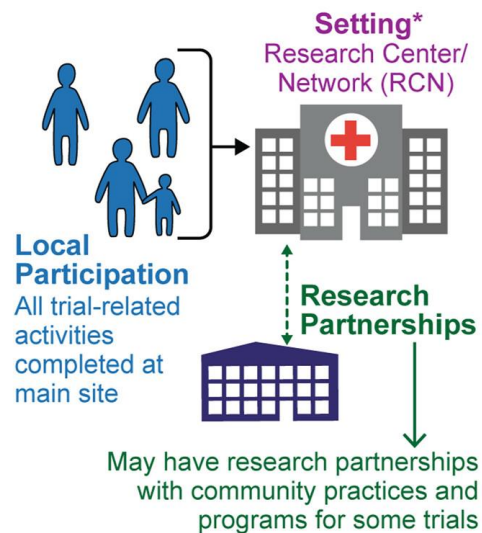 Setting*
Research Center/
Network (RCN)
Local
Participation
All trial-related
activities
completed at
main site
Research
Partnerships
May have research partnerships
with community practices and
programs for some trials